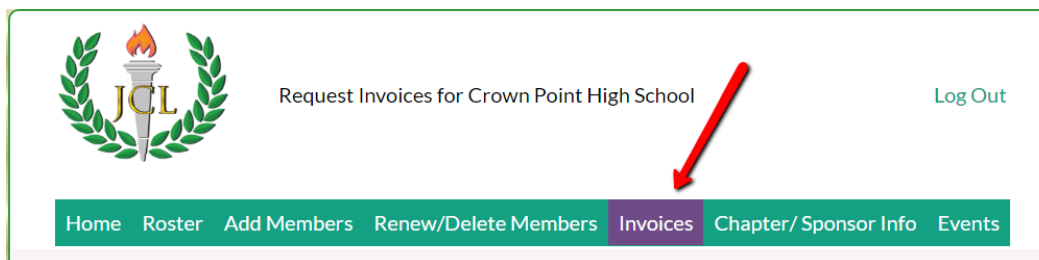 JCL
Request Invoices for Crown Point High School
Log Out
Home Roster Add Members Renew/Delete Members Invoices Chapter/ Sponsor Info Events